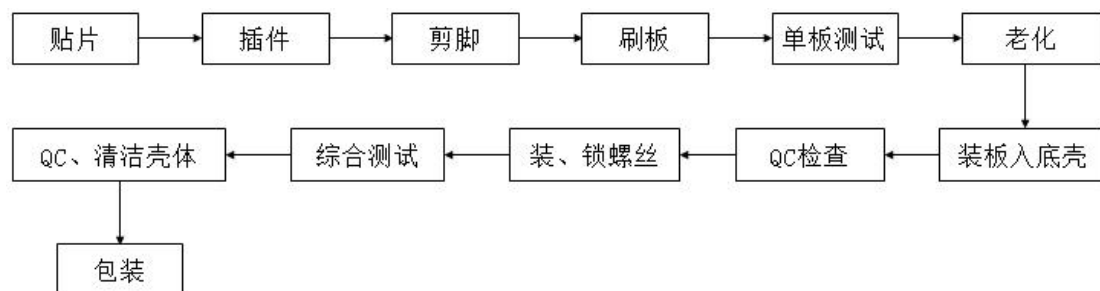 贴片
插件
剪脚
刷板
单板测试
老化
装板入底壳
QC检查
装、锁螺丝
综合测试
QC、清洁壳体
包装